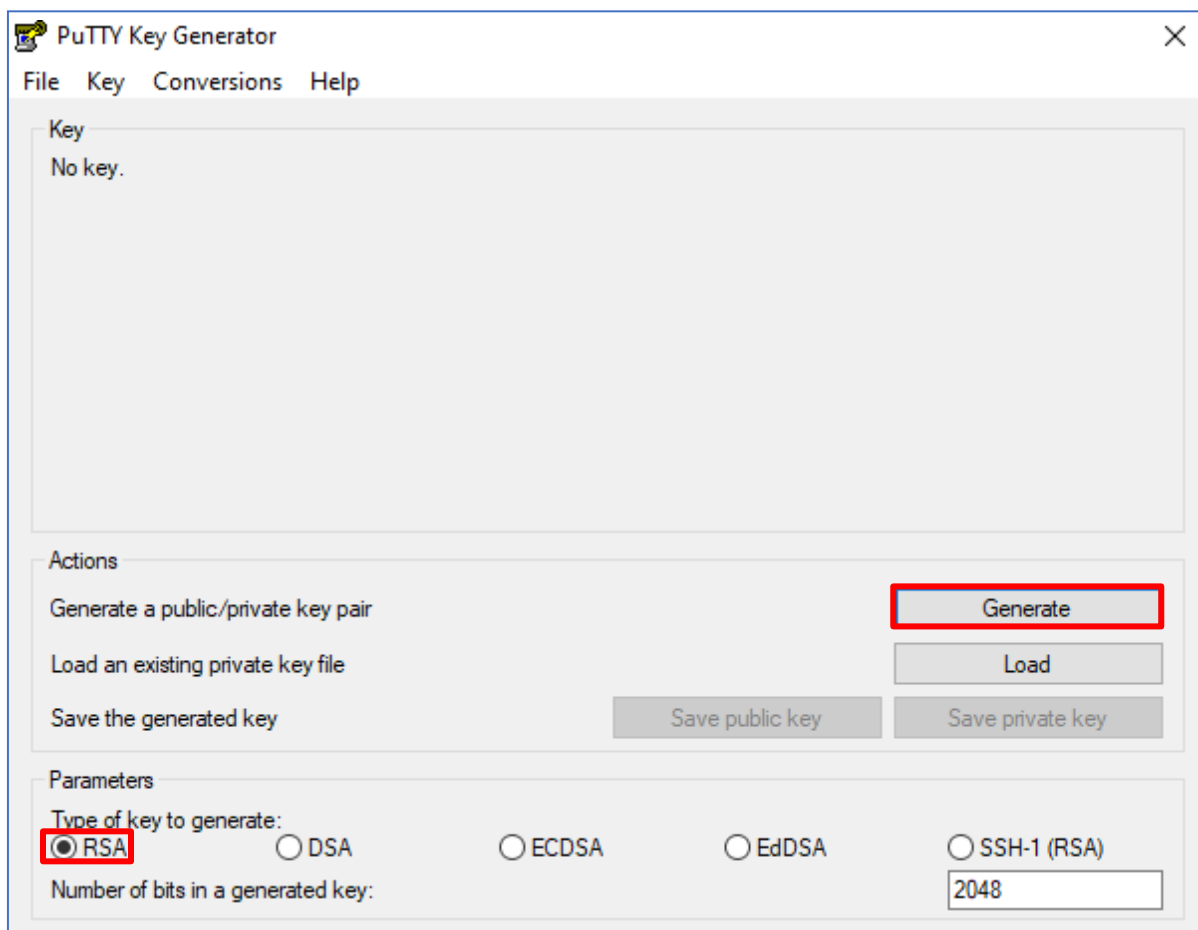 PuTTY Key Generator
File Key Conversions Help
Key
No key.
Actions
Generate a public/private key pair Generate
Load an existing private key file Load
Save the generated key Save public key Save private key
Parameters
Type of key to generate:
RSA DSA ECDSA EdDSA SSH-1 (RSA)
Number of bits in a generated key: 2048